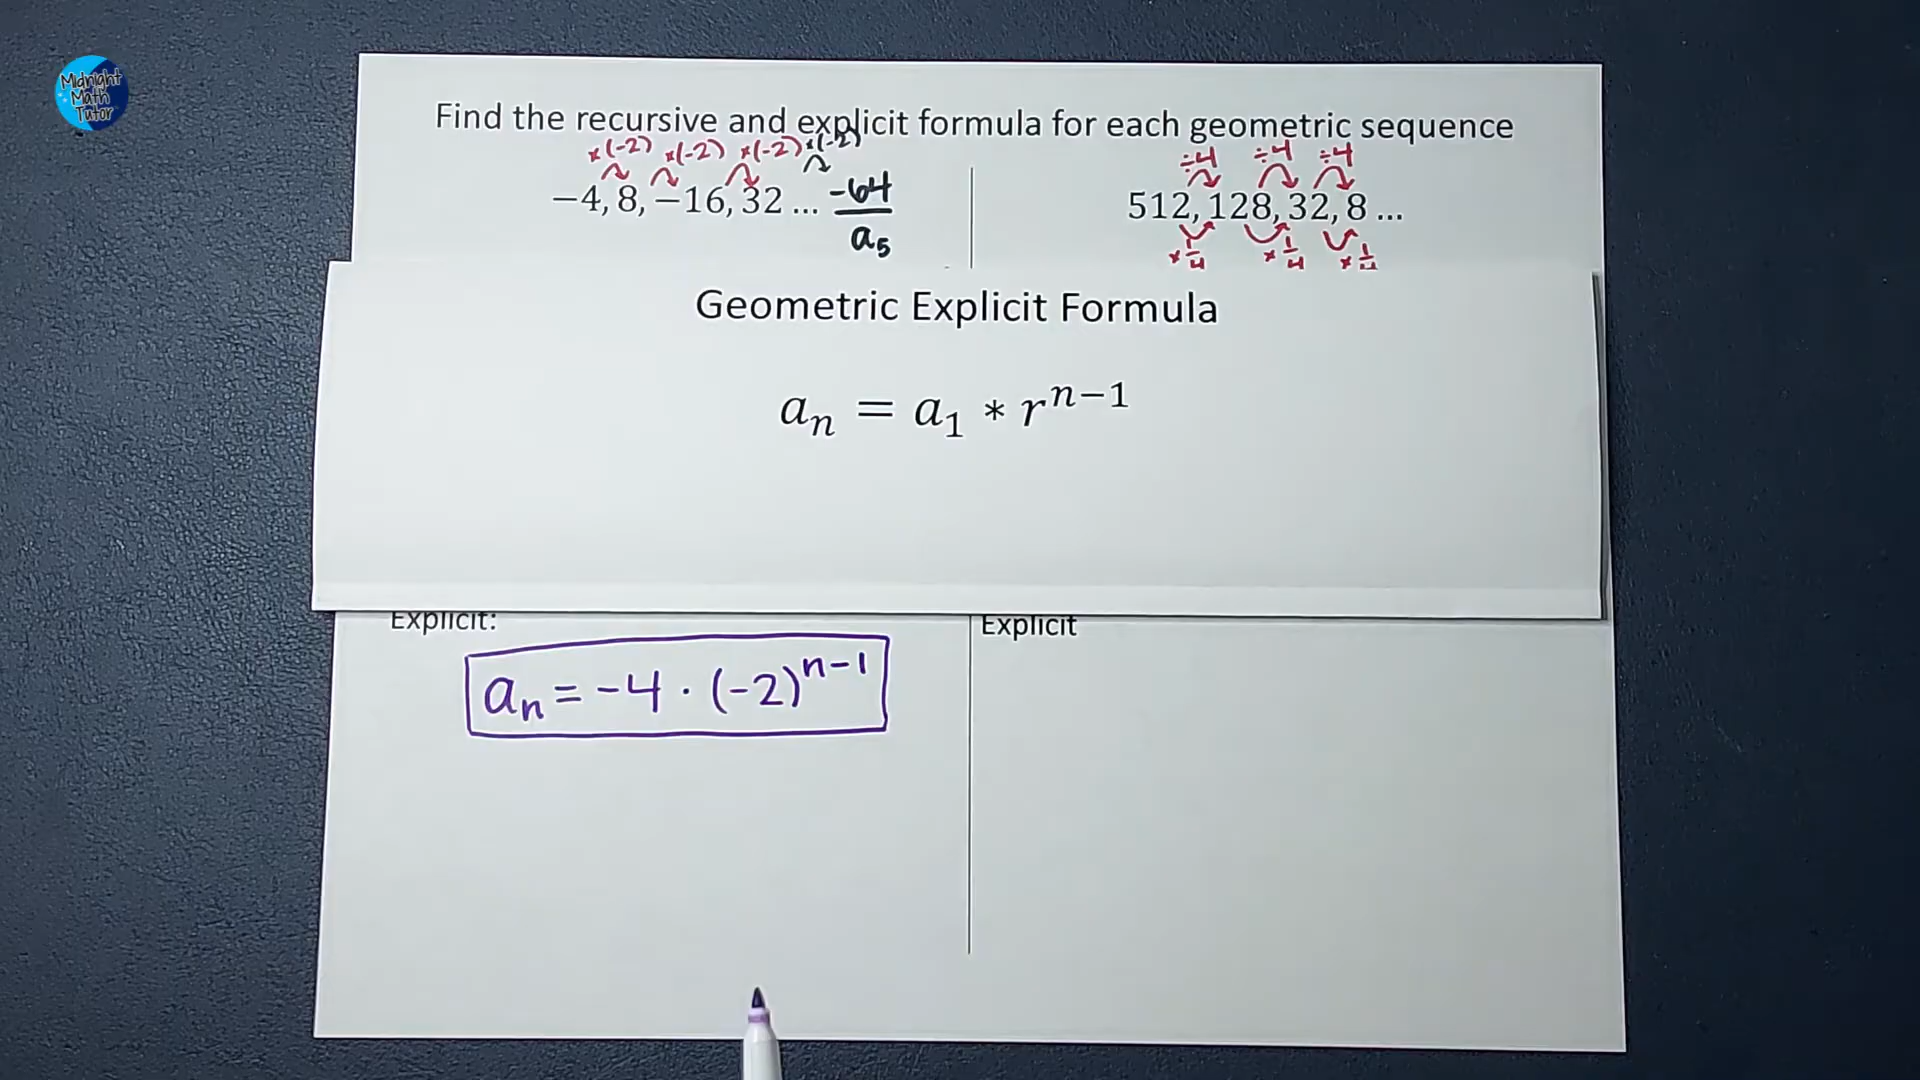 Midnight
Math
Tutor
Find the recursive and explicit formula for each geometric sequence
×(-2) ×(-2) ×(-2) ×(-2)
−4, 8, −16, 32 ... -64
a5
÷4 ÷4 ÷4
512, 128, 32, 8 ...
×1/4 ×1/4 ×1/4
Geometric Explicit Formula
aₙ = a₁ * rⁿ⁻¹
Explicit:
aₙ = -4 · (-2)ⁿ⁻¹
Explicit